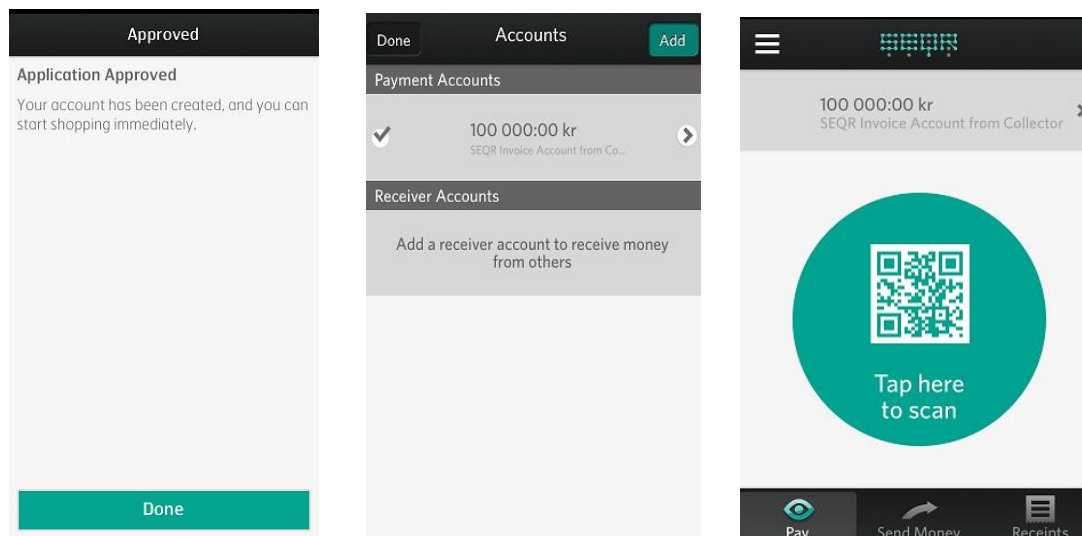 Approved
Application Approved
Your account has been created, and you can
start shopping immediately.
Done
Done
Accounts
Add
Payment Accounts
100 000:00 kr
SEQR Invoice Account from Co...
Receiver Accounts
Add a receiver account to receive money
from others
SEQR
100 000:00 kr
SEQR Invoice Account from Collector
Tap here
to scan
Pay
Send Money
Receipts